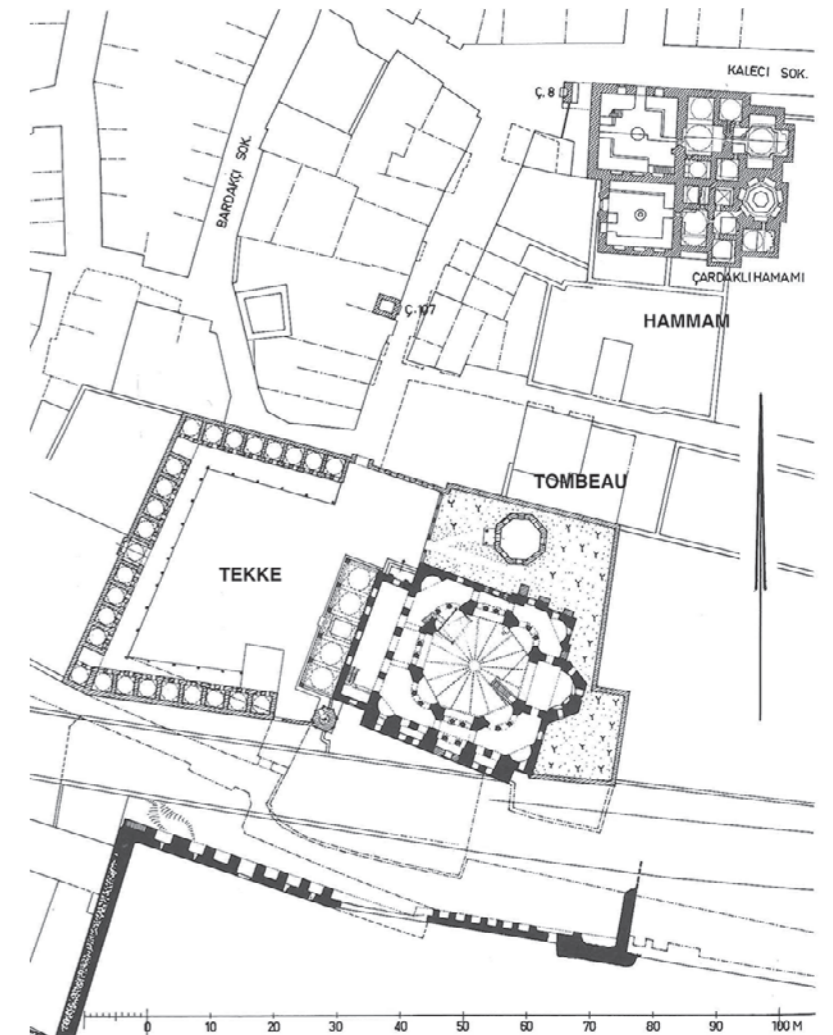 KALECİ SOK.
Ç. 8
BARDAKÇI SOK.
ÇARDAKLI HAMAMI
Ç. 107
HAMMAM
TOMBEAU
TEKKE
0 10 20 30 40 50 60 70 80 90 100 M